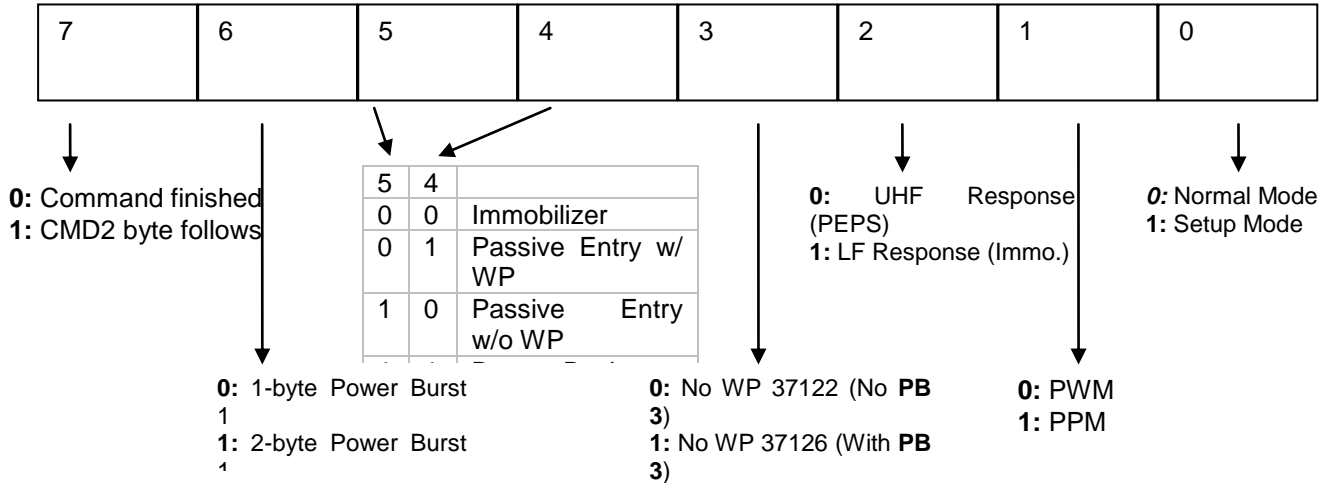 7 6 5 4 3 2 1 0
0: Command finished
1: CMD2 byte follows
5 4
0 0 Immobilizer
0 1 Passive Entry w/
WP
1 0 Passive Entry
w/o WP
0: UHF Response
(PEPS)
1: LF Response (Immo.)
0: Normal Mode
1: Setup Mode
0: 1-byte Power Burst
1
1: 2-byte Power Burst
0: No WP 37122 (No PB
3)
1: No WP 37126 (With PB
3)
0: PWM
1: PPM